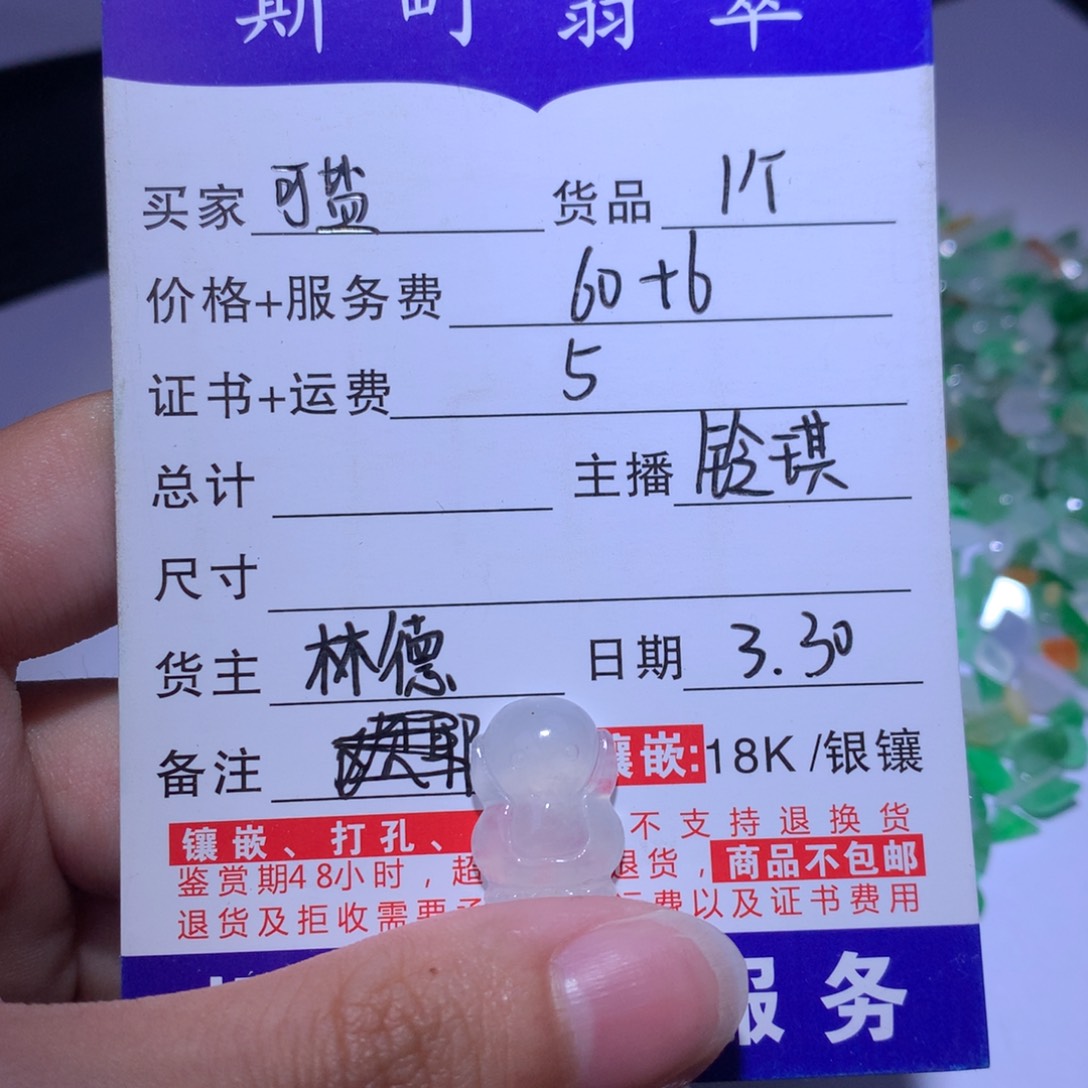 斯町翡翠
买家 可盐 货品 1个
价格+服务费 60+6
证书+运费 5
总计 主播 龄琪
尺寸
货主 林德 日期 3.30
备注 镶嵌:18K/银镶
镶嵌、打孔、 不支持退换货
鉴赏期48小时，超 退货，商品不包邮
退货及拒收需要 费以及证书费用
服务